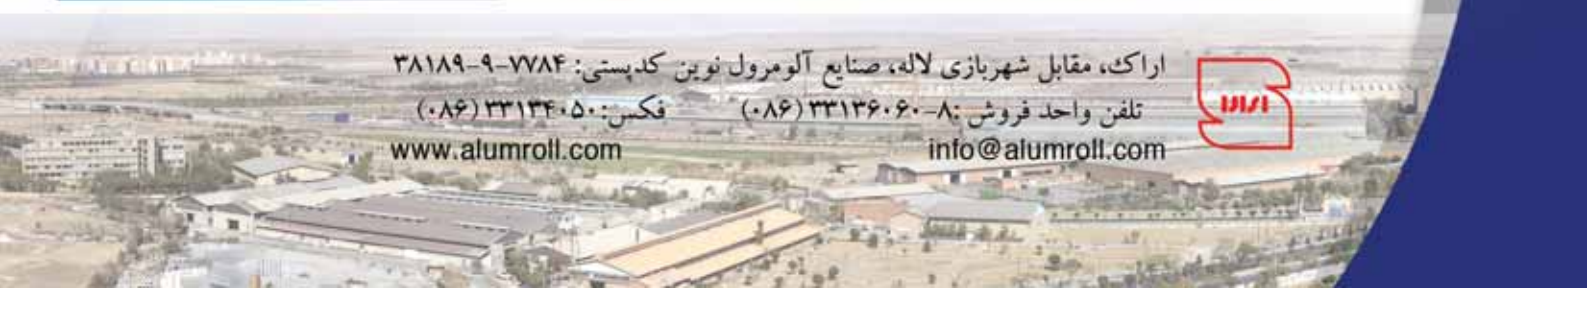 اراک، مقابل شهربازی لاله، صنایع آلومرول نوین کدپستی: ۷۷۸۴-۹-۳۸۱۸۹
تلفن واحد فروش :۸-۳۳۱۳۶۰۶۰ (۰۸۶) فکس: ۳۳۱۳۴۰۵۰ (۰۸۶)
www.alumroll.com info@alumroll.com